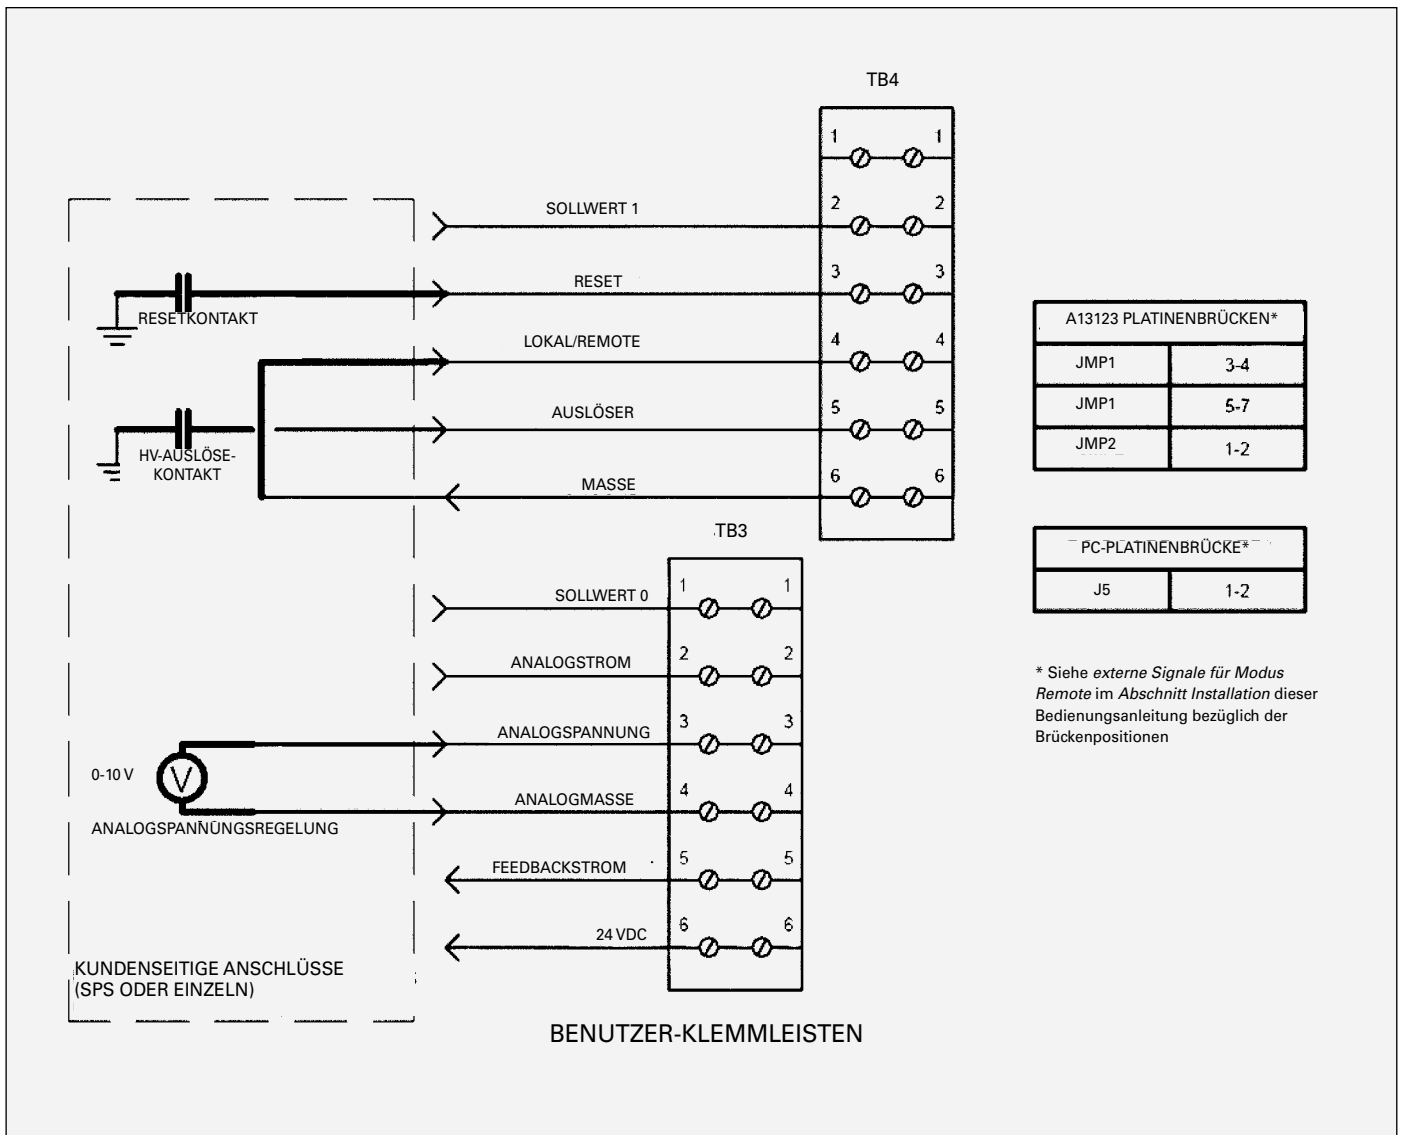 TB4
1 1
SOLLWERT 1 2 2
RESET 3 3
RESETKONTAKT
LOKAL/REMOTE 4 4
AUSLÖSER 5 5
HV-AUSLÖSE-
KONTAKT
MASSE 6 6
TB3
SOLLWERT 0 1 1
ANALOGSTROM 2 2
ANALOGSPANNUNG 3 3
0-10 V V
ANALOGMASSE 4 4
ANALOGSPANNUNGSREGELUNG
FEEDBACKSTROM 5 5
24 VDC 6 6
KUNDENSEITIGE ANSCHLÜSSE
(SPS ODER EINZELN)
BENUTZER-KLEMMLEISTEN
A13123 PLATINENBRÜCKEN*
JMP1 3-4
JMP1 5-7
JMP2 1-2
PC-PLATINENBRÜCKE*
J5 1-2
* Siehe externe Signale für Modus
Remote im Abschnitt Installation dieser
Bedienungsanleitung bezüglich der
Brückenpositionen